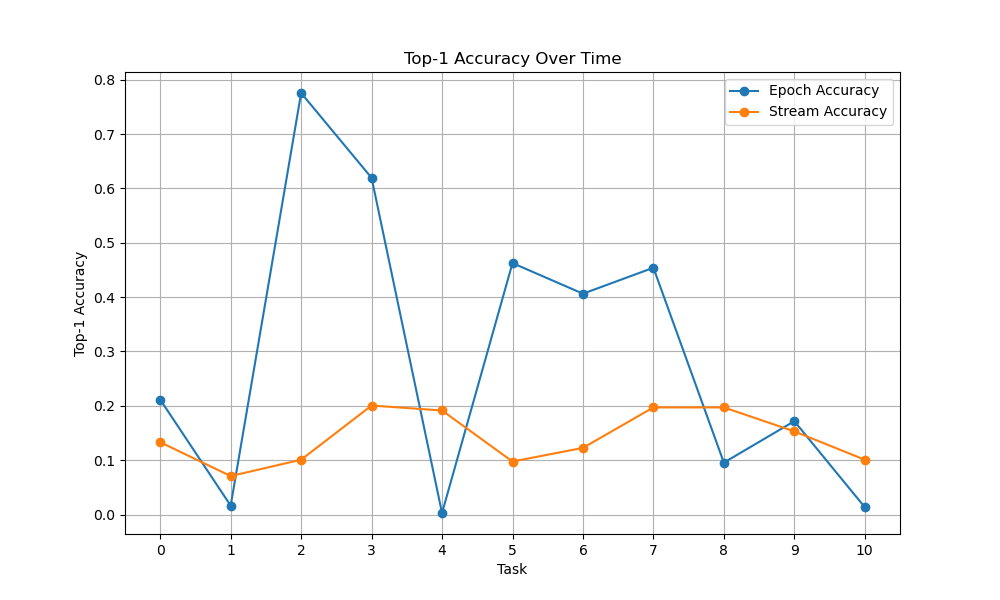 Top-1 Accuracy Over Time
Epoch Accuracy
Stream Accuracy
Top-1 Accuracy
0.8
0.7
0.6
0.5
0.4
0.3
0.2
0.1
0.0
0 1 2 3 4 5 6 7 8 9 10
Task